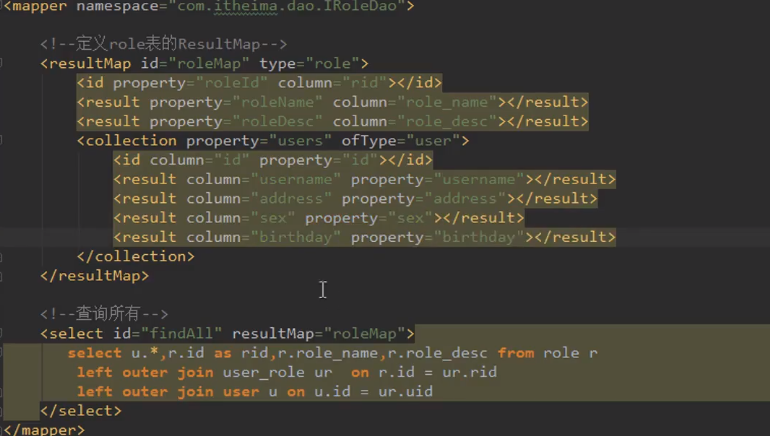 <mapper namespace="com.itheima.dao.IRoleDao">
<!--定义role表的ResultMap-->
<resultMap id="roleMap" type="role">
<id property="roleId" column="rid"></id>
<result property="roleName" column="role_name"></result>
<result property="roleDesc" column="role_desc"></result>
<collection property="users" ofType="user">
<id column="id" property="id"></id>
<result column="username" property="username"></result>
<result column="address" property="address"></result>
<result column="sex" property="sex"></result>
<result column="birthday" property="birthday"></result>
</collection>
</resultMap>
<!--查询所有-->
<select id="findAll" resultMap="roleMap">
select u.*,r.id as rid,r.role_name,r.role_desc from role r
left outer join user_role ur  on r.id = ur.rid
left outer join user u on u.id = ur.uid
</select>
</mapper>